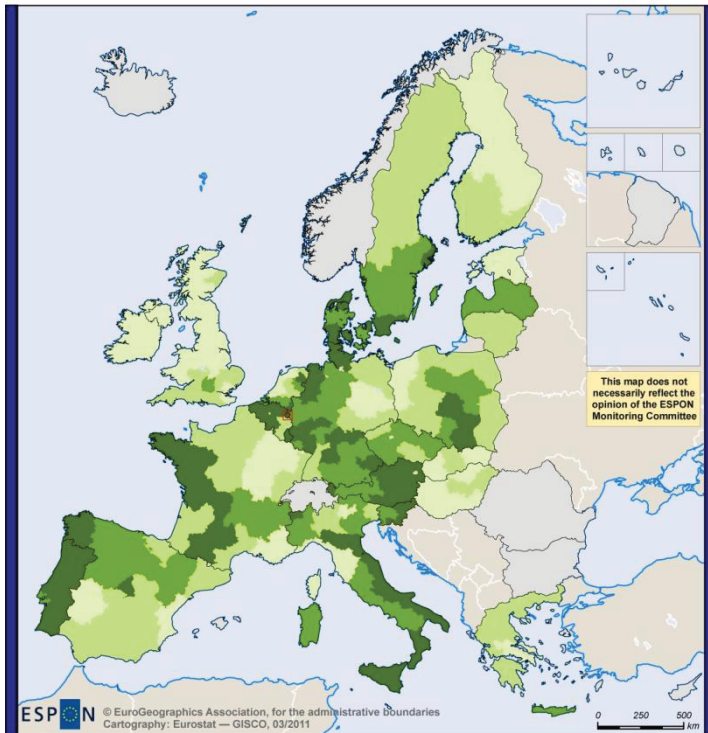 This map does not
necessarily reflect the
opinion of the ESPON
Monitoring Committee
ESPON
© EuroGeographics Association, for the administrative boundaries
Cartography: Eurostat — GISCO, 03/2011
0 250 500
km